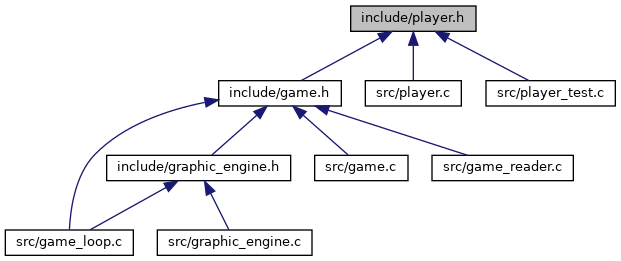 include/player.h
include/game.h
src/player.c
src/player_test.c
include/graphic_engine.h
src/game.c
src/game_reader.c
src/game_loop.c
src/graphic_engine.c